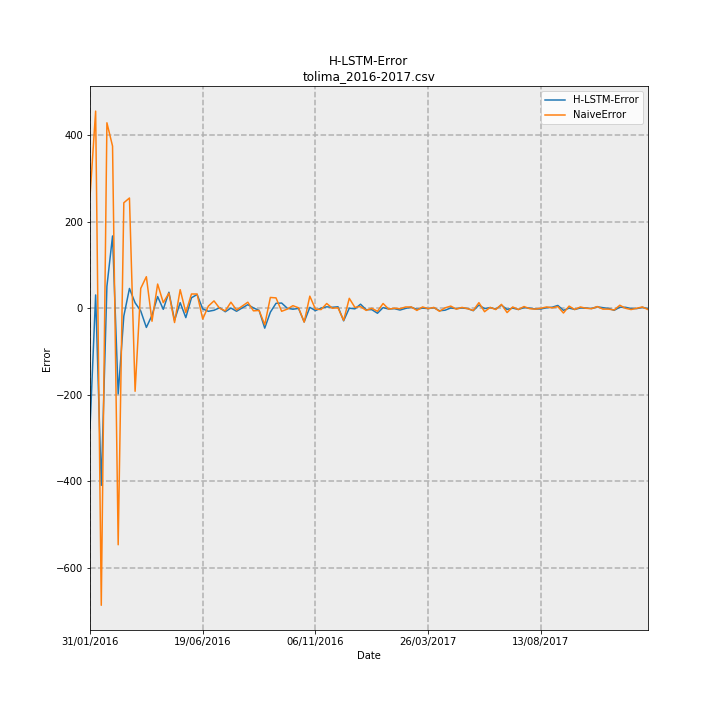 H-LSTM-Error
tolima_2016-2017.csv
H-LSTM-Error
NaiveError
400
200
0
−200
−400
−600
Error
31/01/2016 19/06/2016 06/11/2016 26/03/2017 13/08/2017
Date